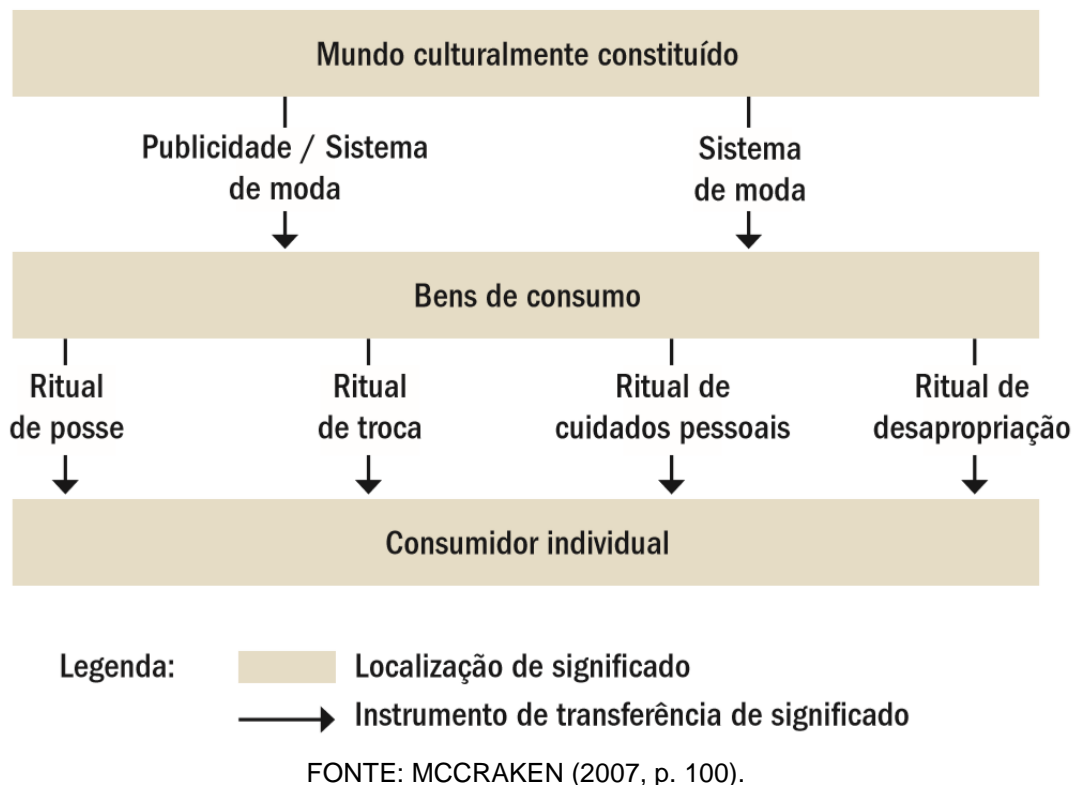 Mundo culturalmente constituído
Publicidade / Sistema
de moda
Sistema
de moda
Bens de consumo
Ritual
de posse
Ritual
de troca
Ritual de
cuidados pessoais
Ritual de
desapropriação
Consumidor individual
Legenda:
Localização de significado
Instrumento de transferência de significado
FONTE: MCCRAKEN (2007, p. 100).